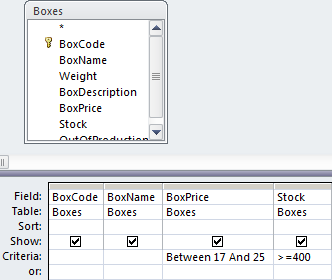 Boxes
*
BoxCode
BoxName
Weight
BoxDescription
BoxPrice
Stock
OutOfProduction
Field: BoxCode BoxName BoxPrice Stock
Table: Boxes Boxes Boxes Boxes
Sort:
Show:
Criteria: Between 17 And 25 >=400
or: